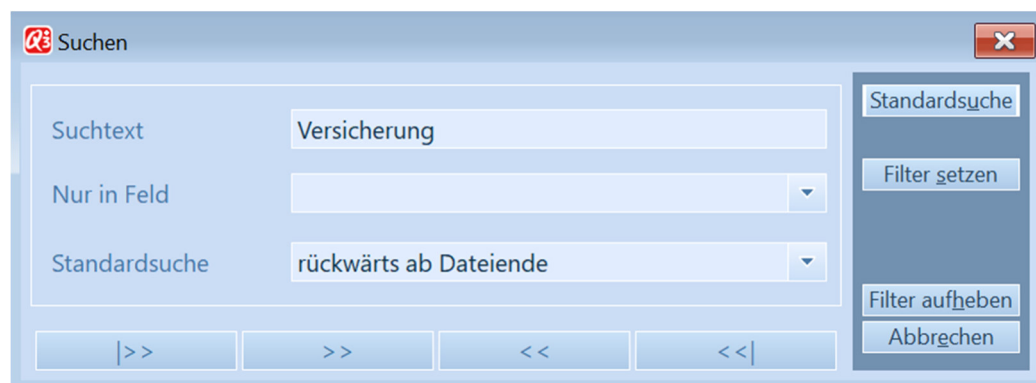 Suchen
Suchtext
Versicherung
Nur in Feld
Standardsuche
rückwärts ab Dateiende
|>>
>>
<<
<<|
Standardsuche
Filter setzen
Filter aufheben
Abbrechen